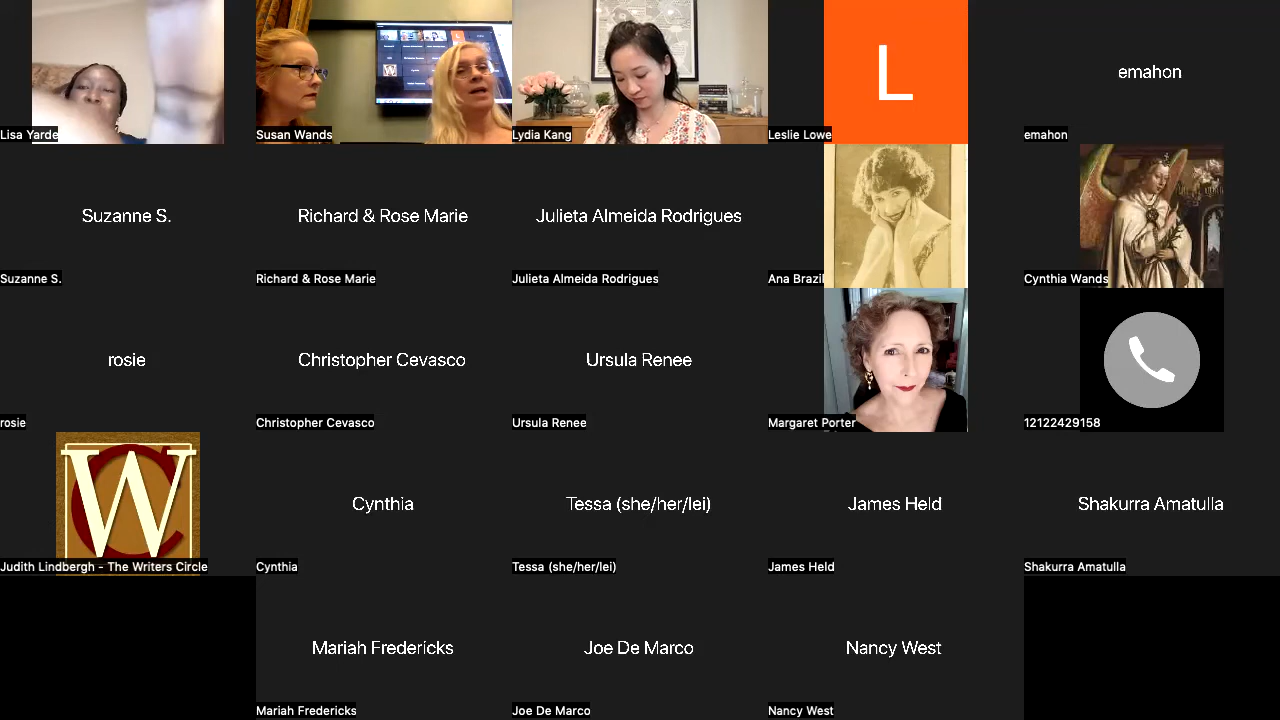 Lisa Yarde
Susan Wands
Lydia Kang
L
Leslie Lowe
emahon
emahon
Suzanne S.
Suzanne S.
Richard & Rose Marie
Richard & Rose Marie
Julieta Almeida Rodrigues
Julieta Almeida Rodrigues
Ana Brazil
Cynthia Wands
rosie
rosie
Christopher Cevasco
Christopher Cevasco
Ursula Renee
Ursula Renee
Margaret Porter
12122429158
WC
Judith Lindbergh - The Writers Circle
Cynthia
Cynthia
Tessa (she/her/lei)
Tessa (she/her/lei)
James Held
James Held
Shakurra Amatulla
Shakurra Amatulla
Mariah Fredericks
Mariah Fredericks
Joe De Marco
Joe De Marco
Nancy West
Nancy West